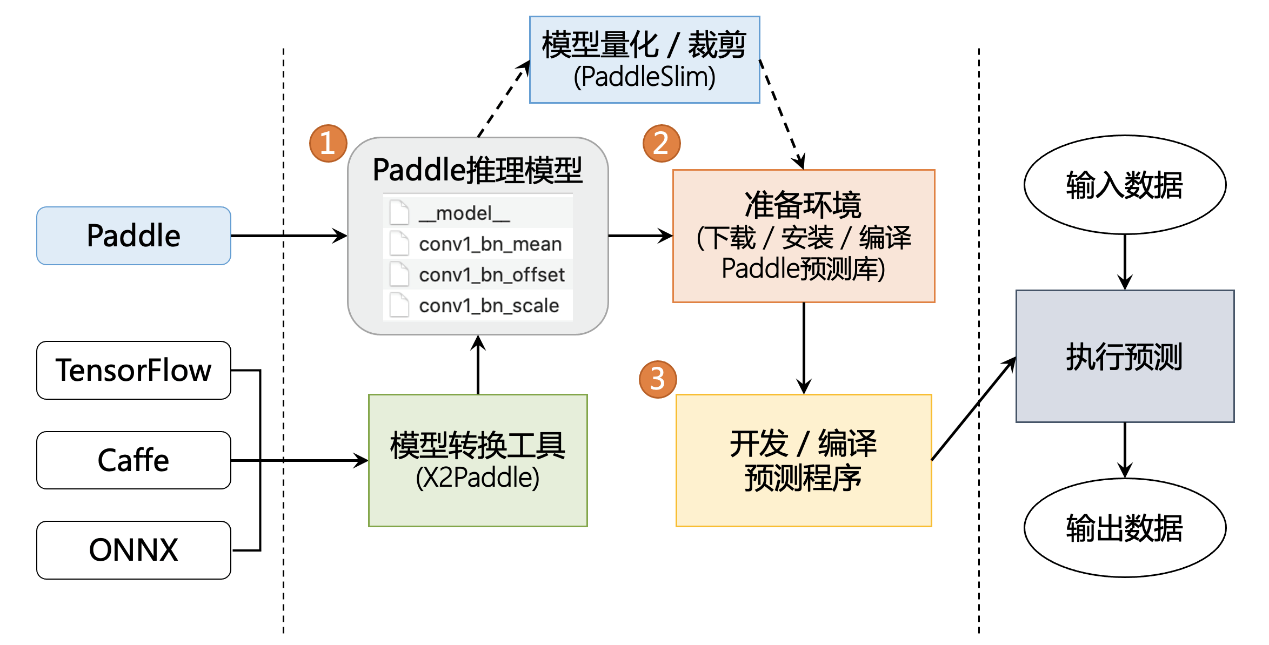 模型量化 / 裁剪
(PaddleSlim)
1
Paddle推理模型
__model__
conv1_bn_mean
conv1_bn_offset
conv1_bn_scale
2
准备环境
(下载 / 安装 / 编译
Paddle预测库)
Paddle
TensorFlow
Caffe
ONNX
模型转换工具
(X2Paddle)
3
开发 / 编译
预测程序
输入数据
执行预测
输出数据